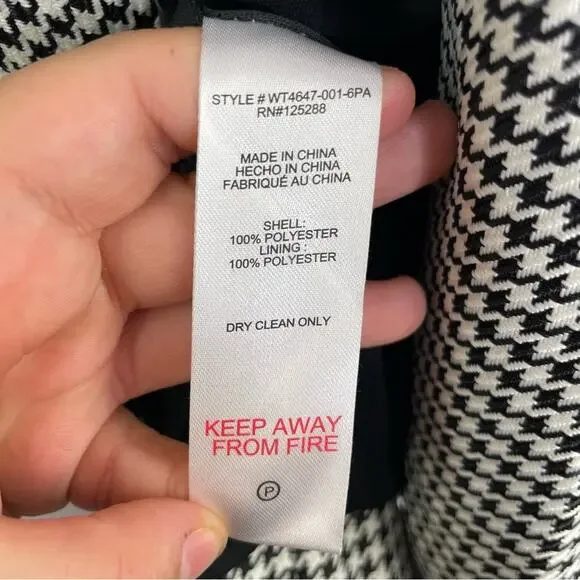 STYLE # WT4647-001-6PA
RN#125288
MADE IN CHINA
HECHO IN CHINA
FABRIQUÉ AU CHINA
SHELL:
100% POLYESTER
LINING :
100% POLYESTER
DRY CLEAN ONLY
KEEP AWAY
FROM FIRE
P